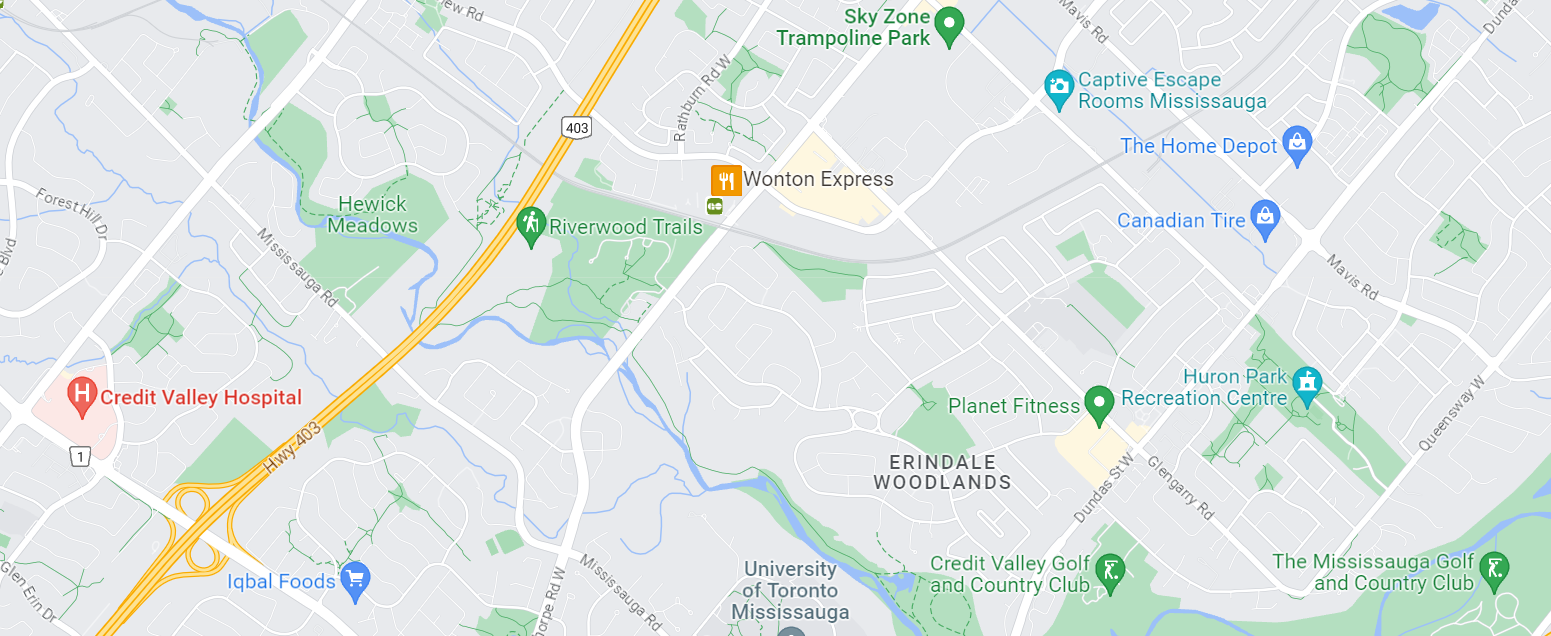 Sky Zone
Trampoline Park
Mavis Rd
Rathburn Rd W
Captive Escape
Rooms Mississauga
403
The Home Depot
Wonton Express
Forest Hill Dr
Hewick
Meadows
Riverwood Trails
Canadian Tire
Mississauga Rd
Mavis Rd
Credit Valley Hospital
Huron Park
Recreation Centre
Planet Fitness
Queensway W
1
Hwy 403
ERINDALE
WOODLANDS
Dundas St W
Glengarry Rd
Iqbal Foods
Glen Erin Dr
Mississauga Rd
University
of Toronto
Mississauga
Credit Valley Golf
and Country Club
The Mississauga Golf
and Country Club